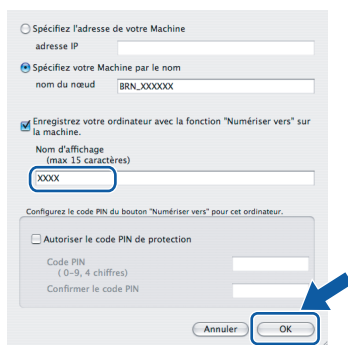 Spécifiez l'adresse de votre Machine
adresse IP
Spécifiez votre Machine par le nom
nom du nœud
BRN_XXXXXX
Enregistrez votre ordinateur avec la fonction "Numériser vers" sur
la machine.
Nom d'affichage
(max 15 caractères)
XXXX
Configurez le code PIN du bouton "Numériser vers" pour cet ordinateur.
Autoriser le code PIN de protection
Code PIN
( 0-9, 4 chiffres)
Confirmer le code PIN
Annuler OK